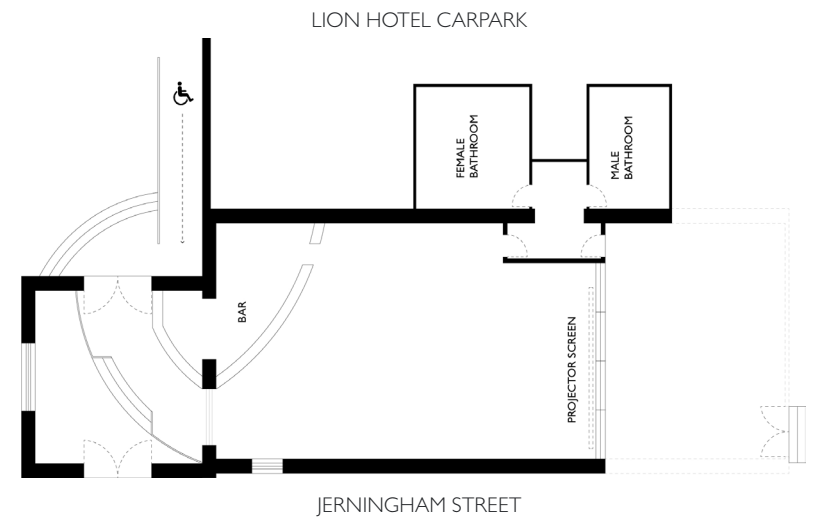 LION HOTEL CARPARK
FEMALE
BATHROOM
MALE
BATHROOM
BAR
PROJECTOR SCREEN
JERNINGHAM STREET